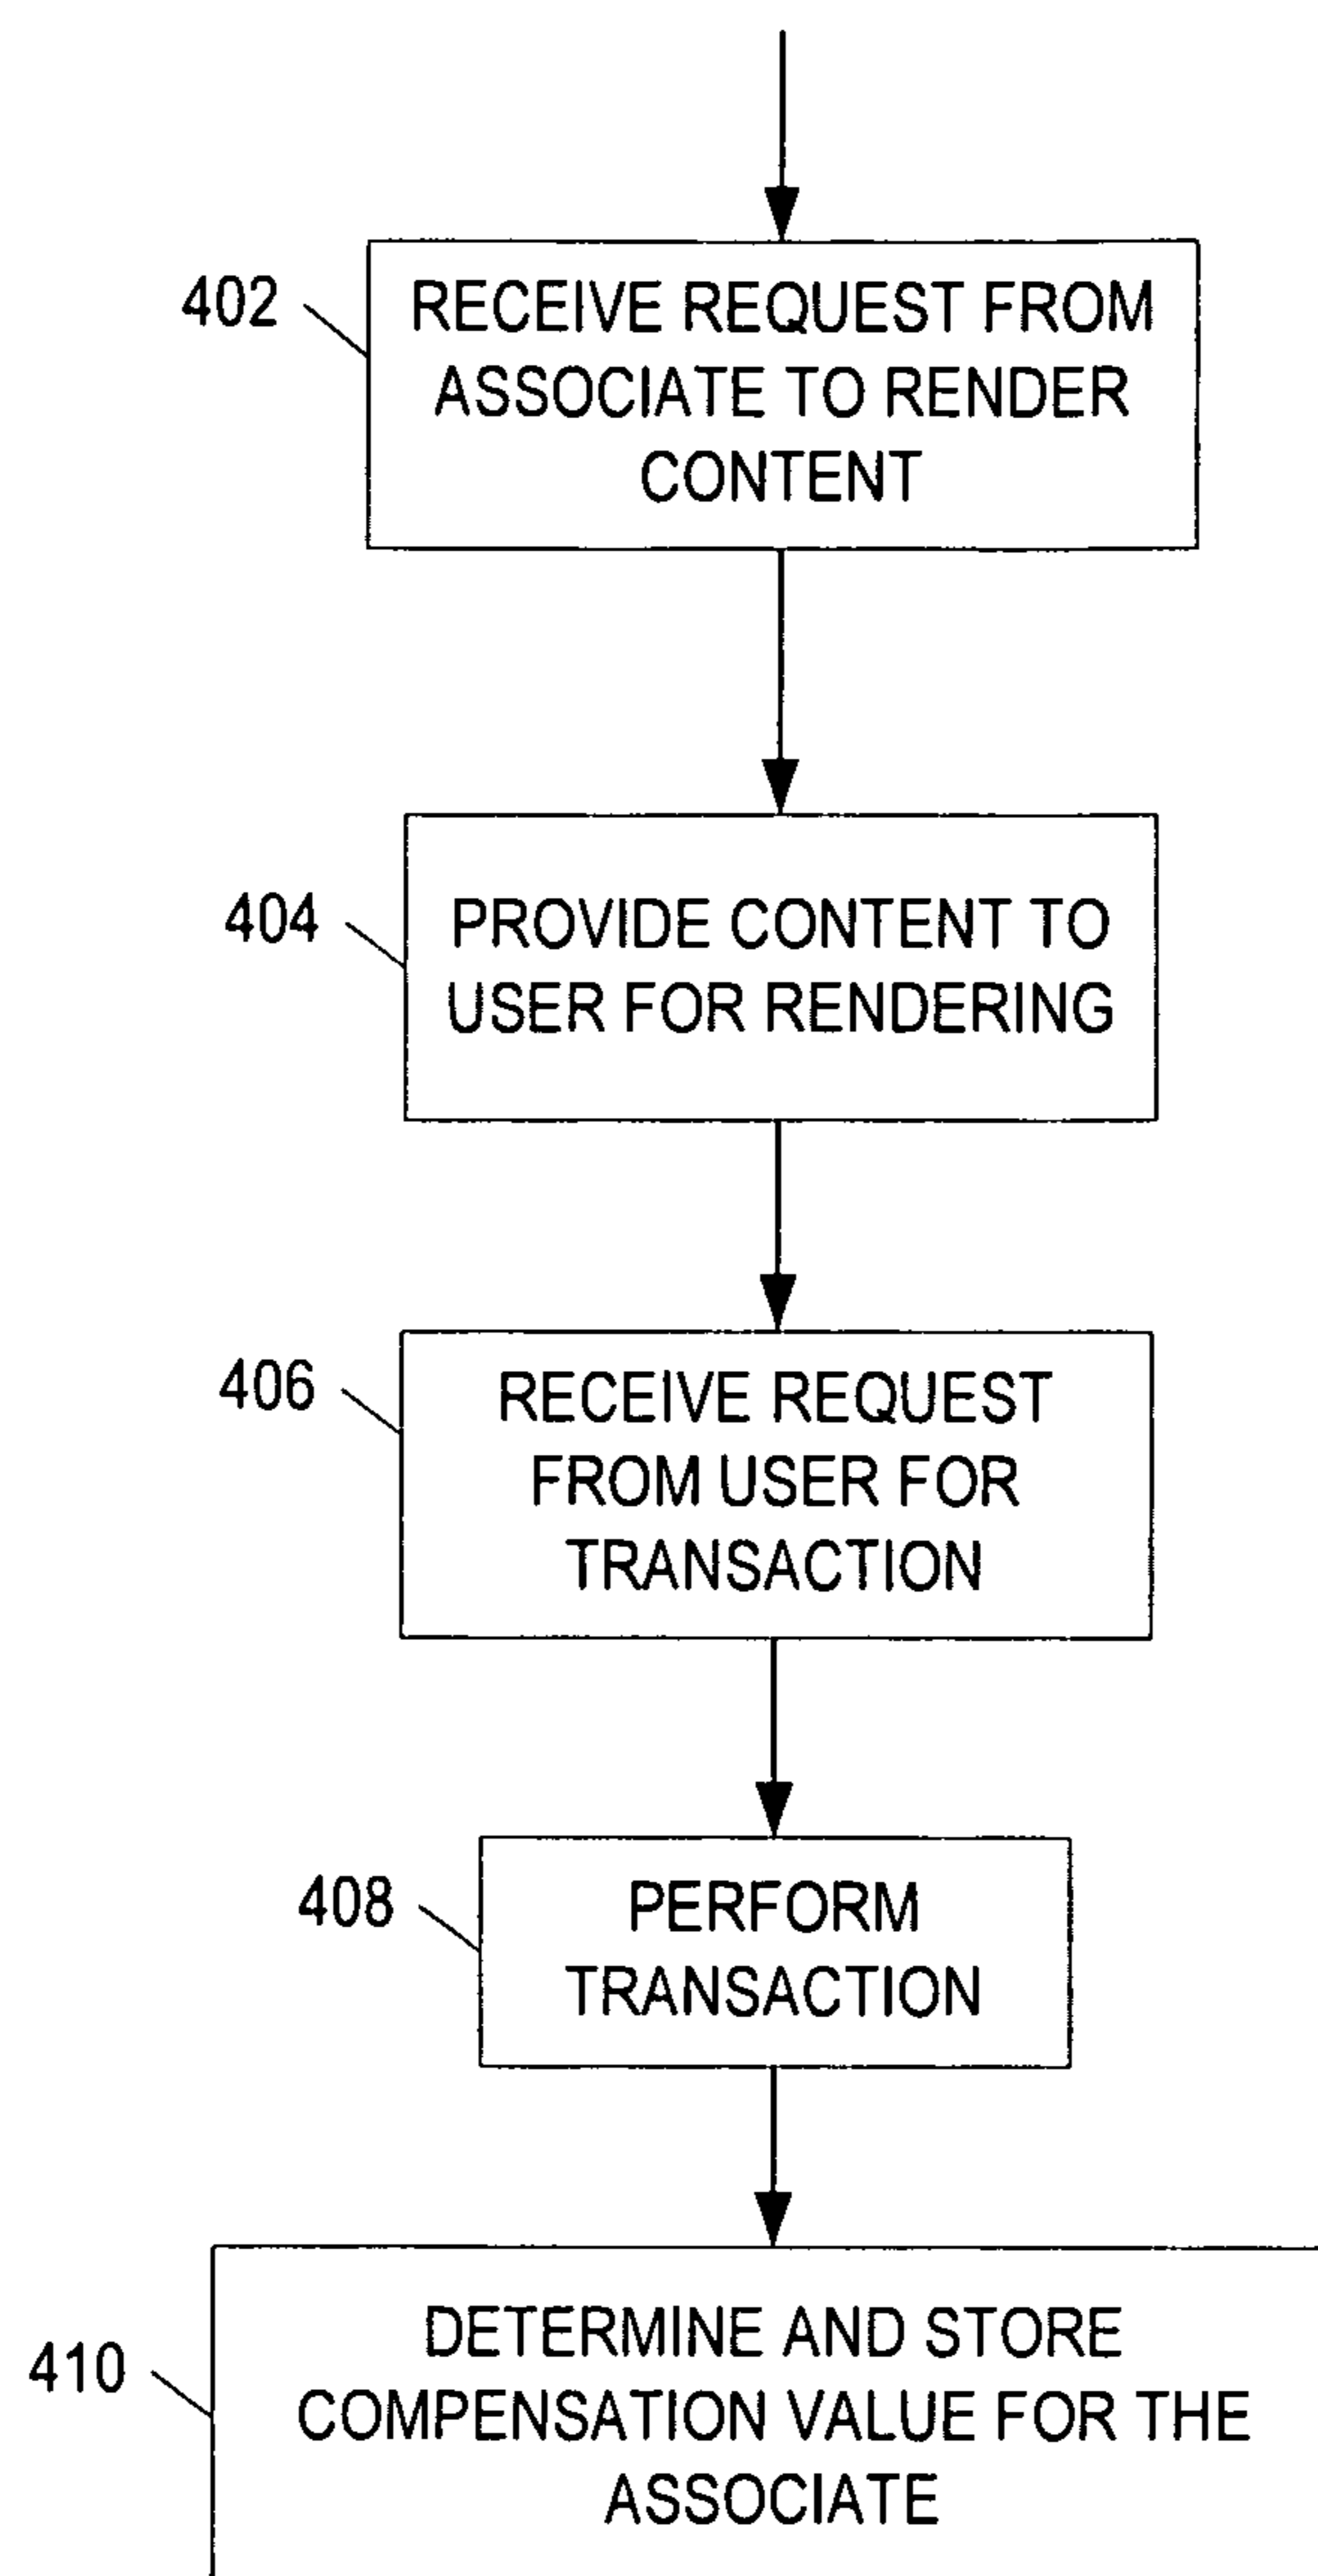 402
RECEIVE REQUEST FROM
ASSOCIATE TO RENDER
CONTENT
404
PROVIDE CONTENT TO
USER FOR RENDERING
406
RECEIVE REQUEST
FROM USER FOR
TRANSACTION
408
PERFORM
TRANSACTION
410
DETERMINE AND STORE
COMPENSATION VALUE FOR THE
ASSOCIATE